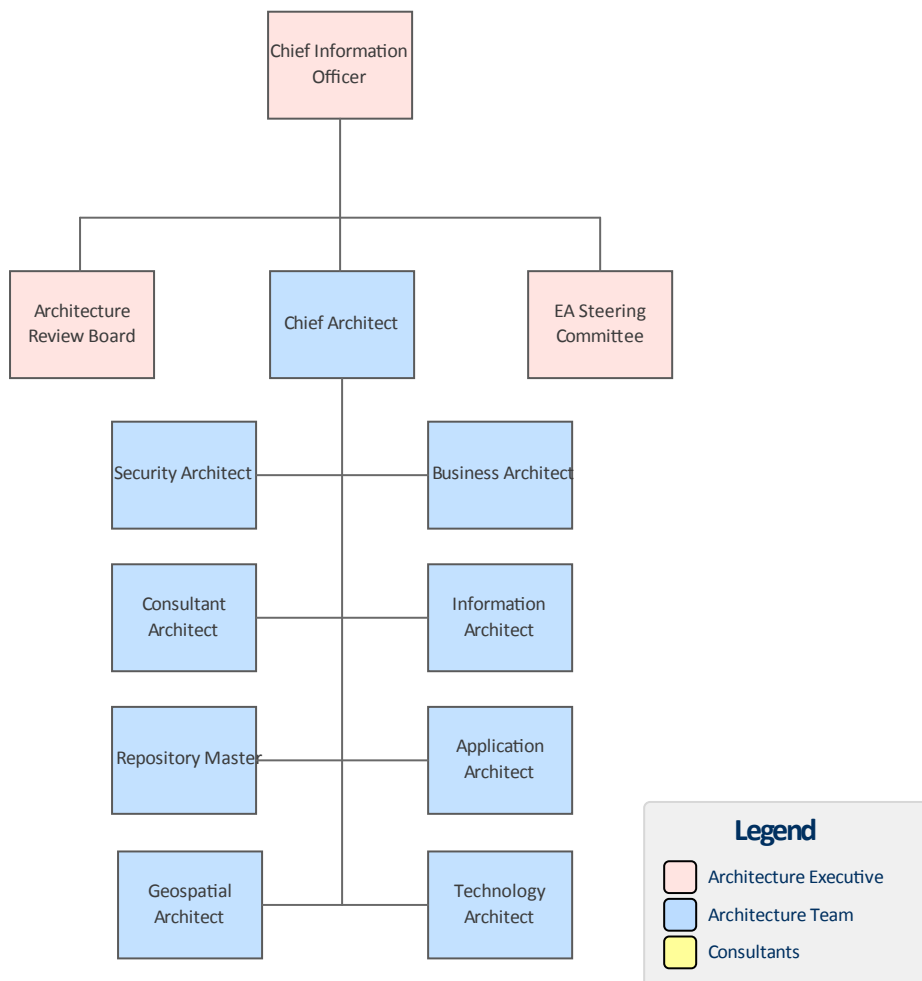 Chief Information
Officer
Architecture
Review Board
Chief Architect
EA Steering
Committee
Security Architect
Business Architect
Consultant
Architect
Information
Architect
Repository Master
Application
Architect
Geospatial
Architect
Technology
Architect
Legend
Architecture Executive
Architecture Team
Consultants